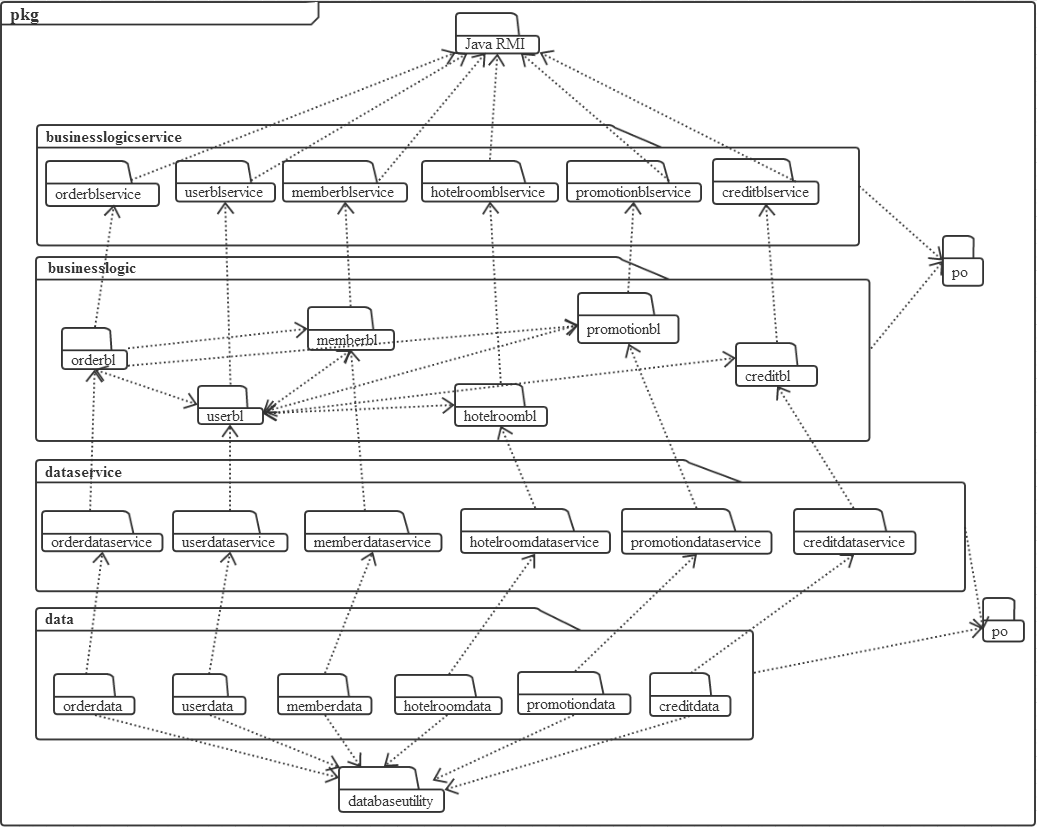 pkg
Java RMI
businesslogicservice
orderblservice
userblservice
memberblservice
hotelroomblservice
promotionblservice
creditblservice
po
businesslogic
orderbl
memberbl
promotionbl
creditbl
userbl
hotelroombl
dataservice
orderdataservice
userdataservice
memberdataservice
hotelroomdataservice
promotiondataservice
creditdataservice
po
data
orderdata
userdata
memberdata
hotelroomdata
promotiondata
creditdata
databaseutility